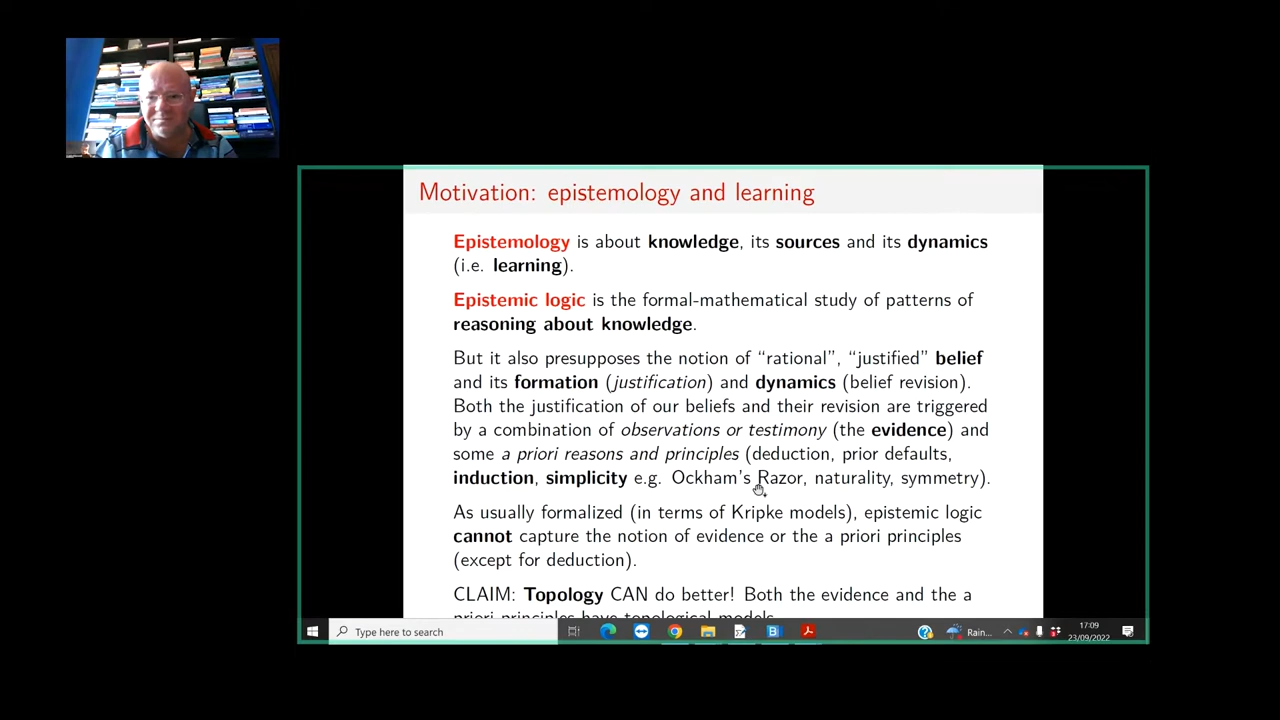 Motivation: epistemology and learning
Epistemology is about knowledge, its sources and its dynamics
(i.e. learning).
Epistemic logic is the formal-mathematical study of patterns of
reasoning about knowledge.
But it also presupposes the notion of “rational”, “justified” belief
and its formation (justification) and dynamics (belief revision).
Both the justification of our beliefs and their revision are triggered
by a combination of observations or testimony (the evidence) and
some a priori reasons and principles (deduction, prior defaults,
induction, simplicity e.g. Ockham's Razor, naturality, symmetry).
As usually formalized (in terms of Kripke models), epistemic logic
cannot capture the notion of evidence or the a priori principles
(except for deduction).
CLAIM: Topology CAN do better! Both the evidence and the a
priori principles have topological models
Type here to search
Rain...
17:09
23/09/2022